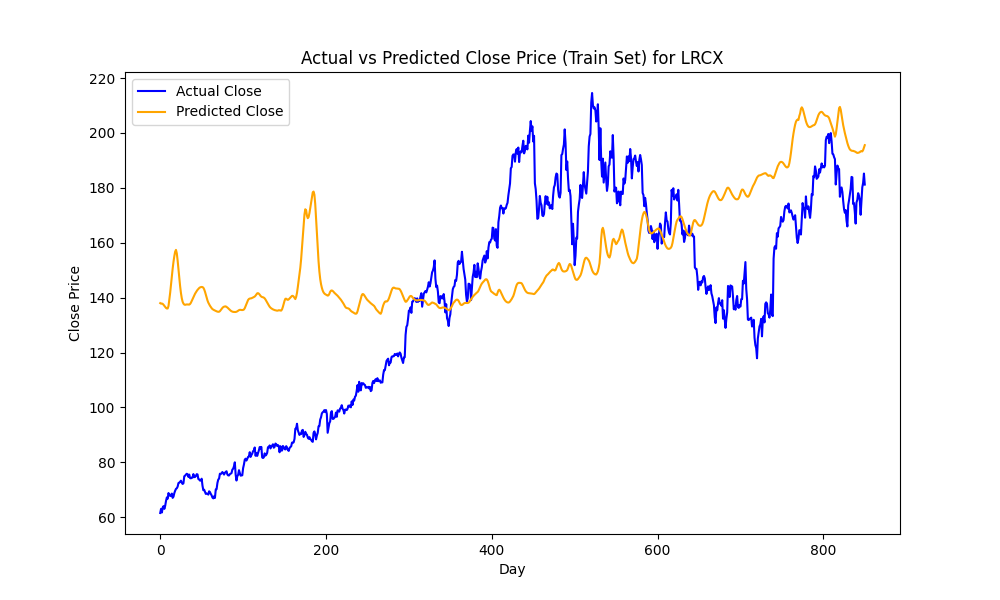 Actual vs Predicted Close Price (Train Set) for LRCX
Actual Close
Predicted Close
220
200
180
160
140
120
100
80
60
Close Price
0 200 400 600 800
Day